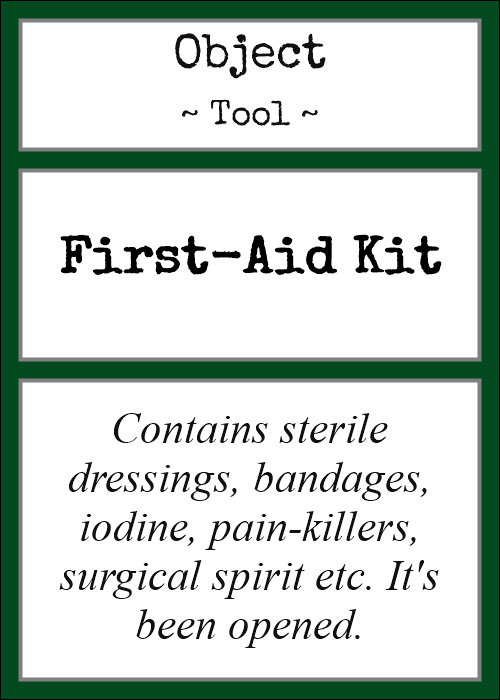 Object
~ Tool ~
First-Aid Kit
Contains sterile
dressings, bandages,
iodine, pain-killers,
surgical spirit etc. It's
been opened.